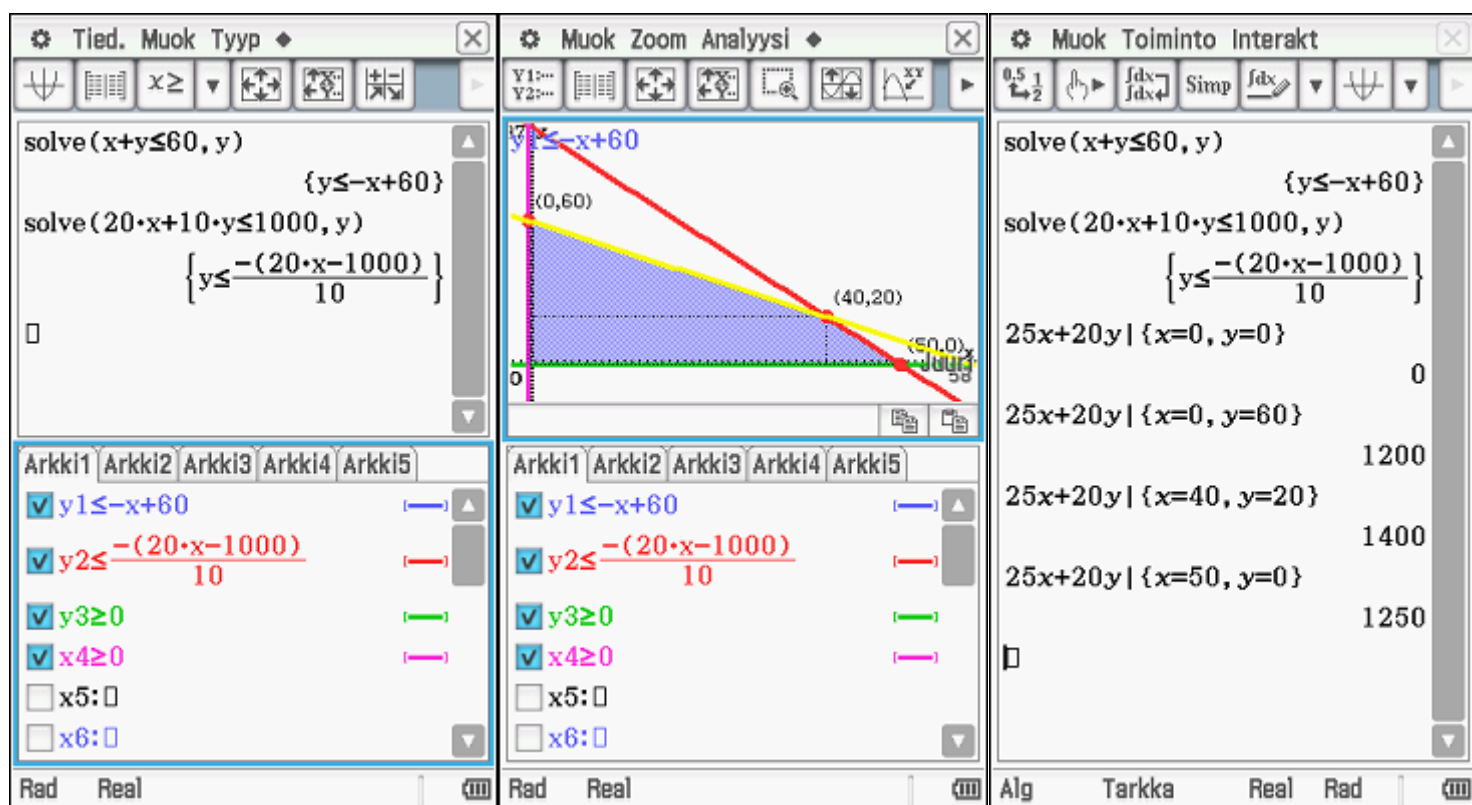 Tied. Muok Tyyp
solve(x+y≤60,y)
{y≤-x+60}
solve(20·x+10·y≤1000,y)
{y≤-(20·x-1000)/10}
Arkki1 Arkki2 Arkki3 Arkki4 Arkki5
y1≤-x+60
y2≤-(20·x-1000)/10
y3≥0
x4≥0
x5:□
x6:□
Rad Real
Muok Zoom Analyysi
Y1:···
Y2:···
y1≤-x+60
(0,60)
(40,20)
(50,0)
x
Juuri
0
58
Arkki1 Arkki2 Arkki3 Arkki4 Arkki5
y1≤-x+60
y2≤-(20·x-1000)/10
y3≥0
x4≥0
x5:□
x6:□
Rad Real
Muok Toiminto Interakt
Simp
solve(x+y≤60,y)
{y≤-x+60}
solve(20·x+10·y≤1000,y)
{y≤-(20·x-1000)/10}
25x+20y|{x=0,y=0}
0
25x+20y|{x=0,y=60}
1200
25x+20y|{x=40,y=20}
1400
25x+20y|{x=50,y=0}
1250
Alg Tarkka Real Rad